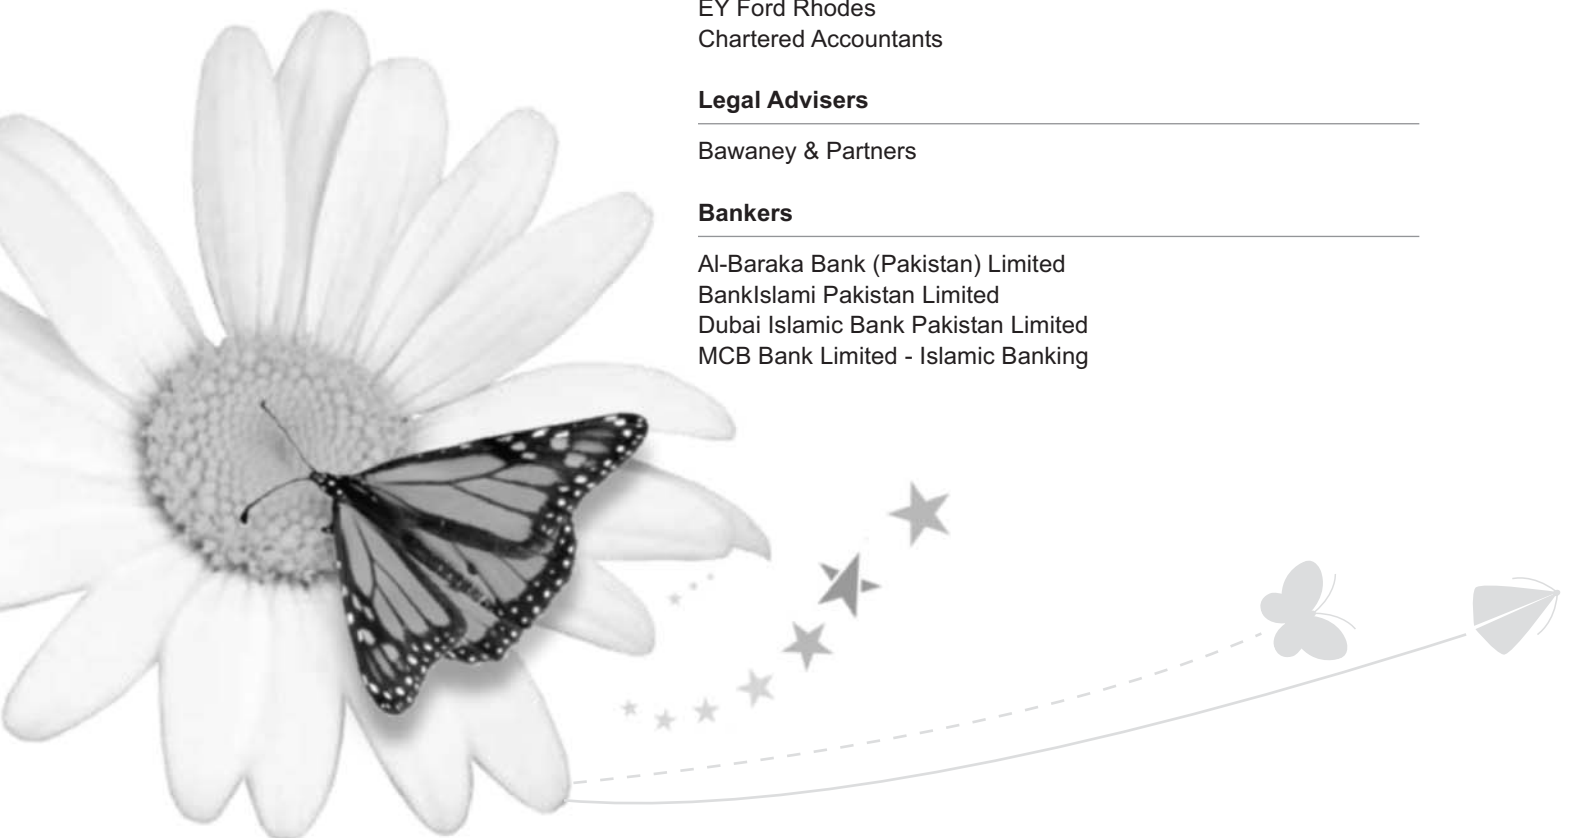 EY Ford Rhodes
Chartered Accountants
Legal Advisers
Bawaney & Partners
Bankers
Al-Baraka Bank (Pakistan) Limited
BankIslami Pakistan Limited
Dubai Islamic Bank Pakistan Limited
MCB Bank Limited - Islamic Banking